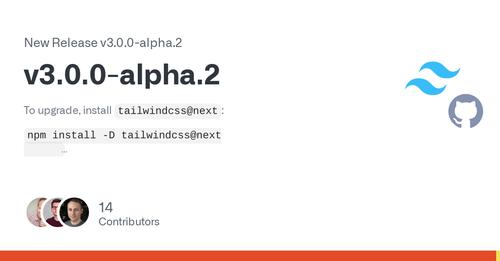 New Release v3.0.0-alpha.2
v3.0.0-alpha.2
To upgrade, install tailwindcss@next :
npm install -D tailwindcss@next
...
14
Contributors